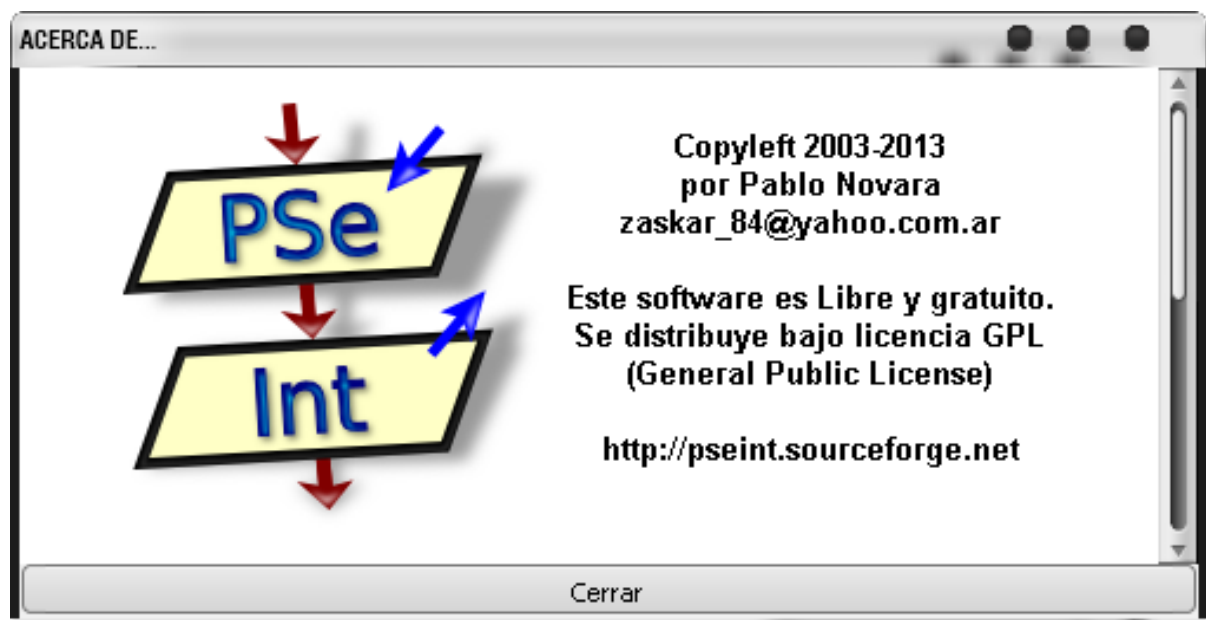 ACERCA DE...
PSe
Int
Copyleft 2003-2013
por Pablo Novara
zaskar_84@yahoo.com.ar
Este software es Libre y gratuito.
Se distribuye bajo licencia GPL
(General Public License)
http://pseint.sourceforge.net
Cerrar